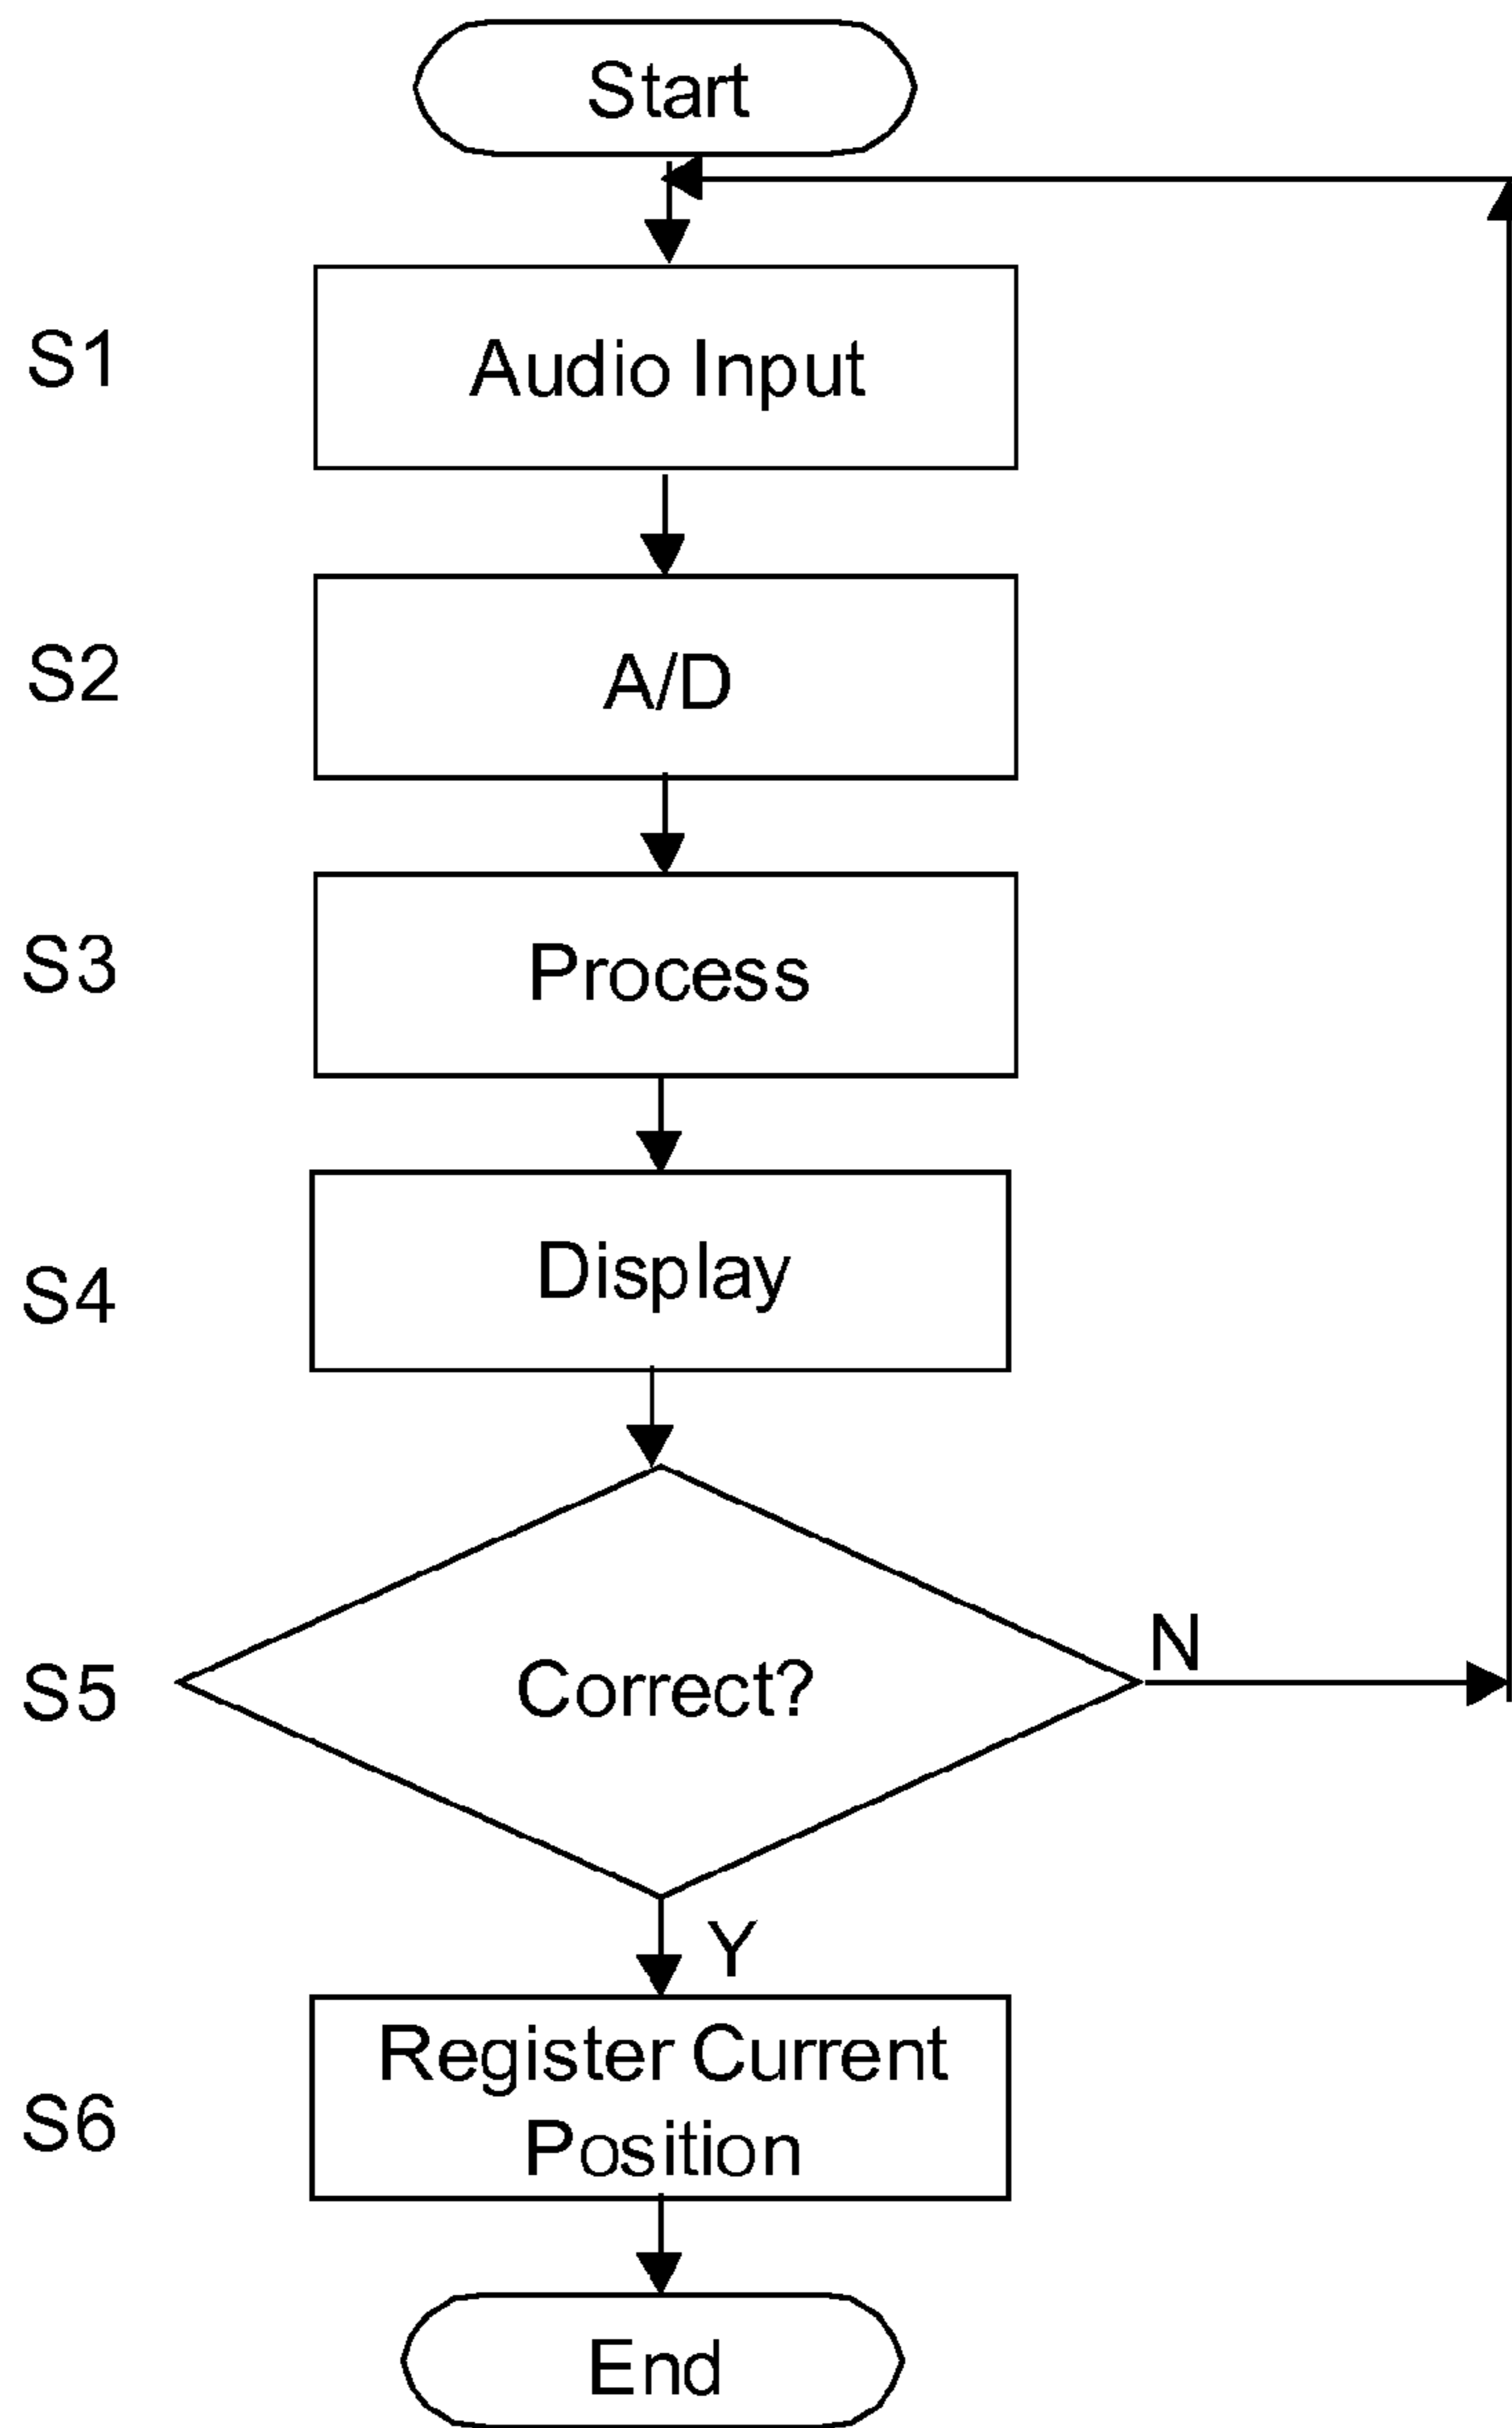 Start
S1
Audio Input
S2
A/D
S3
Process
S4
Display
S5
Correct?
N
Y
S6
Register Current
Position
End